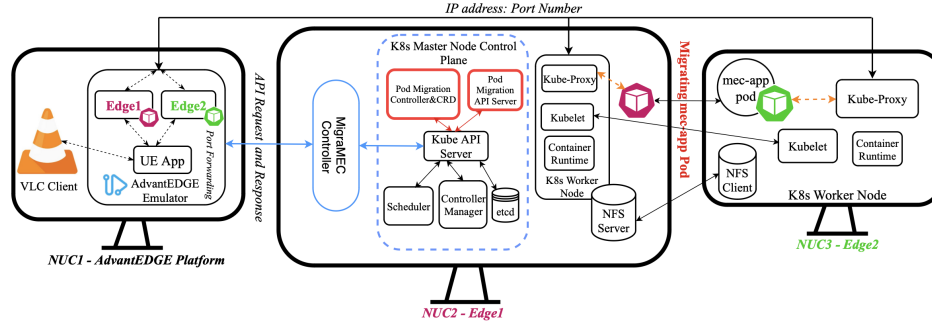 IP address: Port Number
Edge1
Edge2
UE App
Port Forwarding
AdvantEDGE
Emulator
VLC Client
NUC1 - AdvantEDGE Platform
API Request and Response
MigraMEC
Controller
K8s Master Node Control
Plane
Pod Migration
Controller&CRD
Pod
Migration
API Server
Kube API
Server
Scheduler
Controller
Manager
etcd
Kube-Proxy
Kubelet
Container
Runtime
K8s Worker
Node
NFS
Server
NUC2 - Edge1
Migrating mec-app Pod
mec-app
pod
Kube-Proxy
Kubelet
Container
Runtime
NFS
Client
K8s Worker Node
NUC3 - Edge2